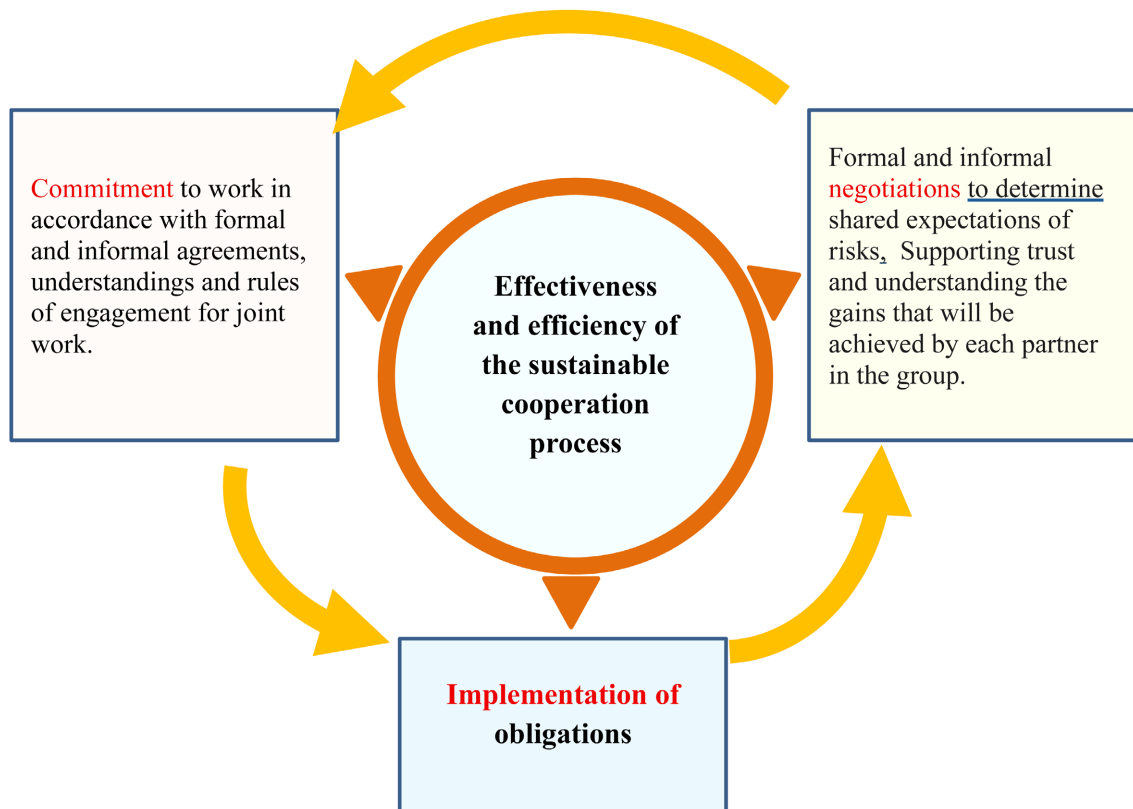 Commitment to work in
accordance with formal
and informal agreements,
understandings and rules
of engagement for joint
work.
Effectiveness
and efficiency of
the sustainable
cooperation
process
Formal and informal
negotiations to determine
shared expectations of
risks,  Supporting trust
and understanding the
gains that will be
achieved by each partner
in the group.
Implementation of
obligations